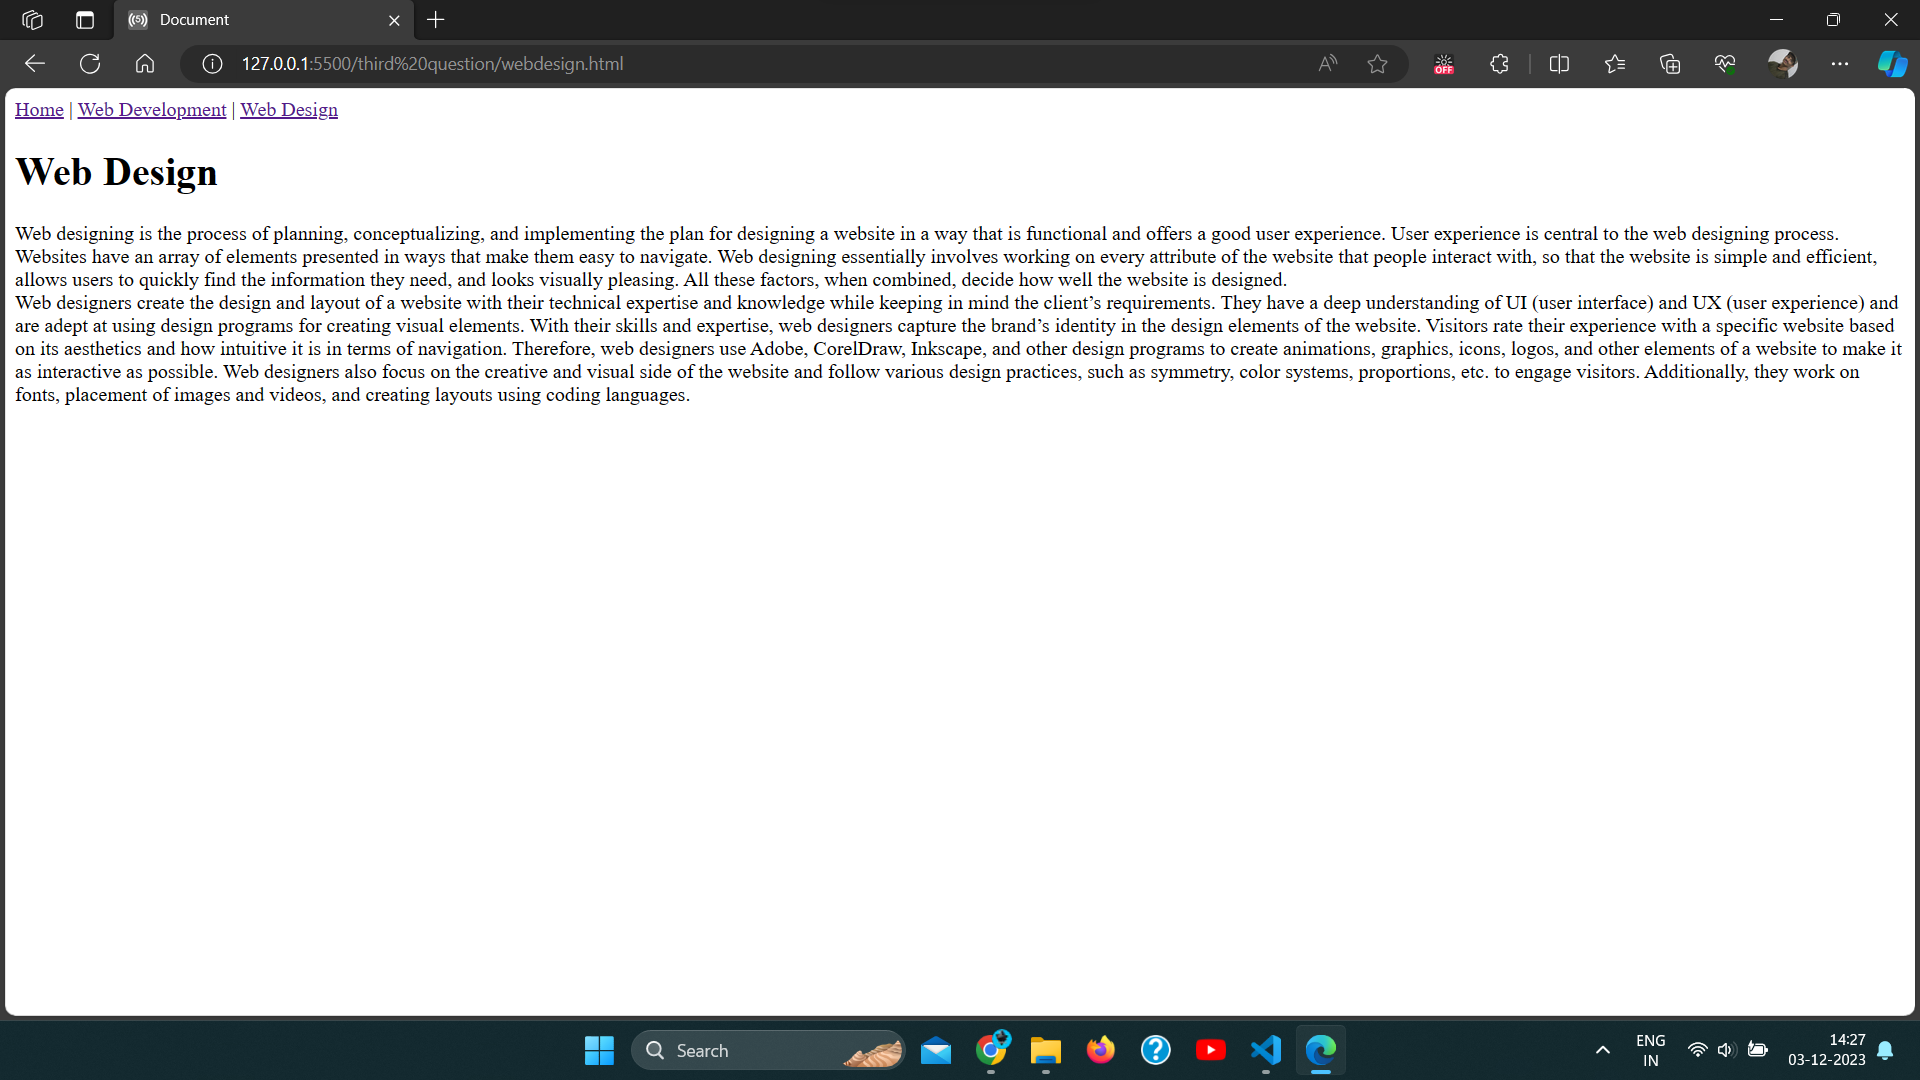 Document
127.0.0.1:5500/third%20question/webdesign.html
OFF
Home | Web Development | Web Design
Web Design
Web designing is the process of planning, conceptualizing, and implementing the plan for designing a website in a way that is functional and offers a good user experience. User experience is central to the web designing process.
Websites have an array of elements presented in ways that make them easy to navigate. Web designing essentially involves working on every attribute of the website that people interact with, so that the website is simple and efficient,
allows users to quickly find the information they need, and looks visually pleasing. All these factors, when combined, decide how well the website is designed.
Web designers create the design and layout of a website with their technical expertise and knowledge while keeping in mind the client’s requirements. They have a deep understanding of UI (user interface) and UX (user experience) and
are adept at using design programs for creating visual elements. With their skills and expertise, web designers capture the brand’s identity in the design elements of the website. Visitors rate their experience with a specific website based
on its aesthetics and how intuitive it is in terms of navigation. Therefore, web designers use Adobe, CorelDraw, Inkscape, and other design programs to create animations, graphics, icons, logos, and other elements of a website to make it
as interactive as possible. Web designers also focus on the creative and visual side of the website and follow various design practices, such as symmetry, color systems, proportions, etc. to engage visitors. Additionally, they work on
fonts, placement of images and videos, and creating layouts using coding languages.
Search
ENG
IN
14:27
03-12-2023